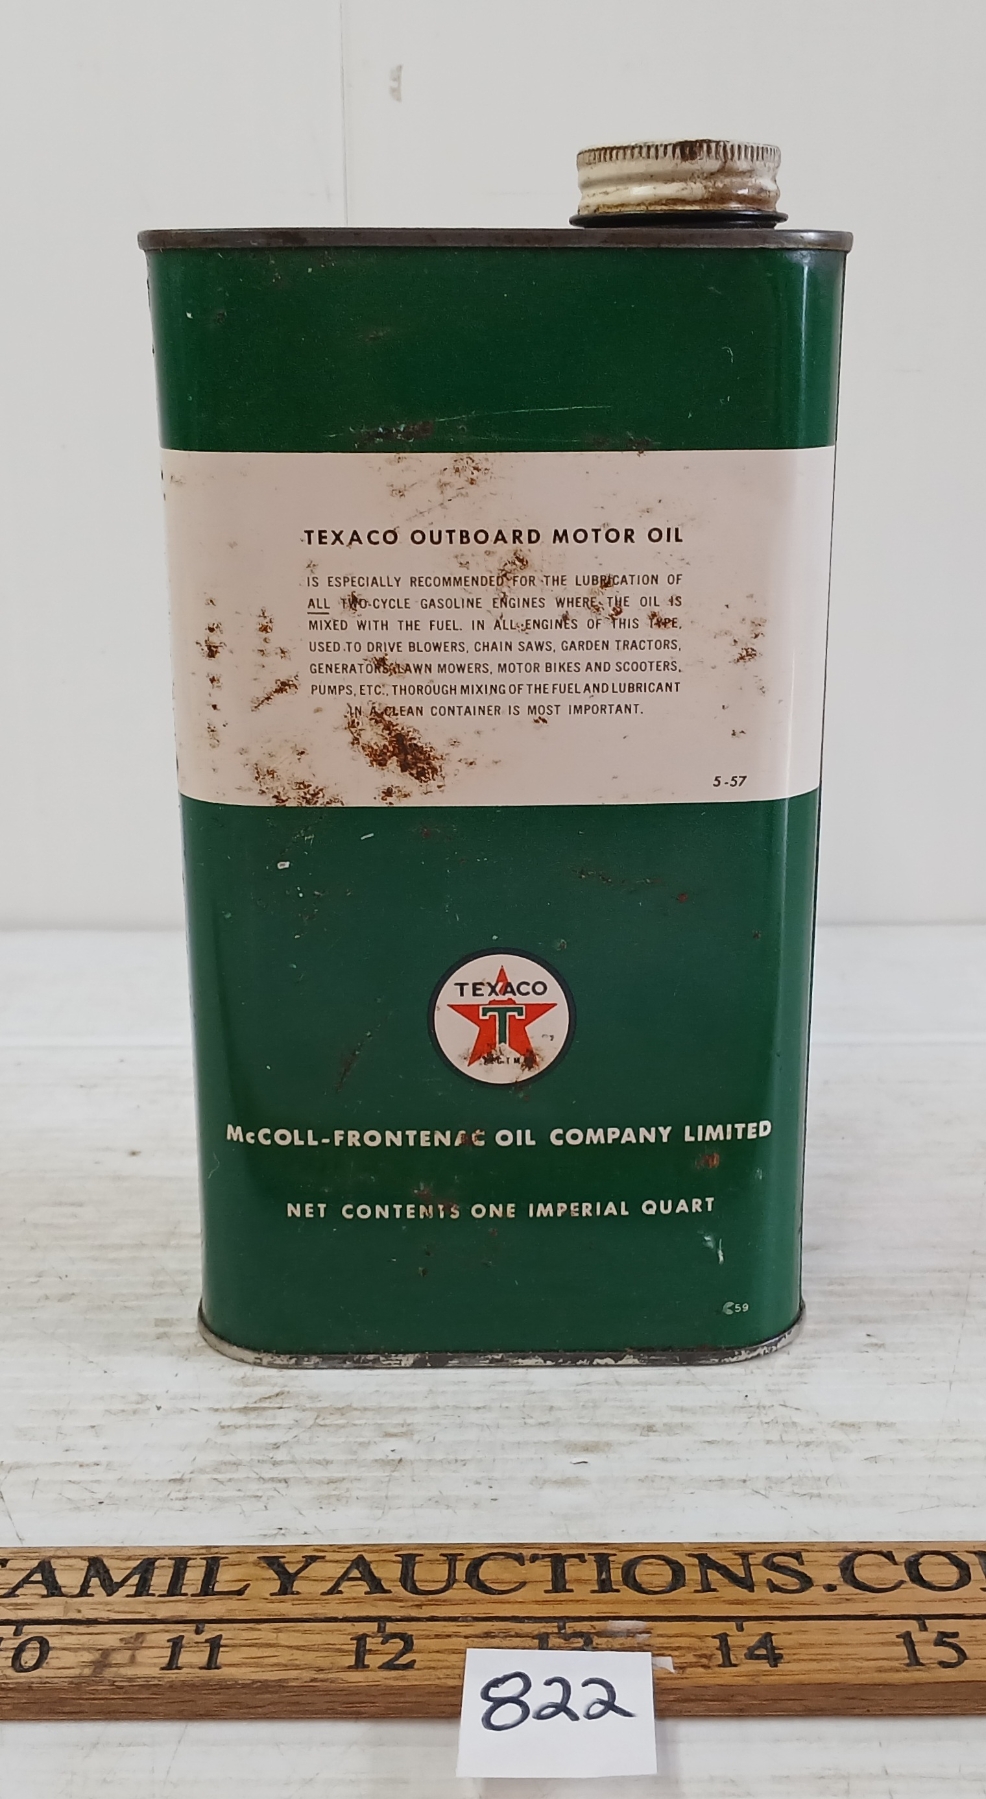 TEXACO OUTBOARD MOTOR OIL
IS ESPECIALLY RECOMMENDED FOR THE LUBRICATION OF
ALL TWO-CYCLE GASOLINE ENGINES WHERE THE OIL IS
MIXED WITH THE FUEL. IN ALL ENGINES OF THIS TYPE,
USED TO DRIVE BLOWERS, CHAIN SAWS, GARDEN TRACTORS,
GENERATORS, LAWN MOWERS, MOTOR BIKES AND SCOOTERS,
PUMPS, ETC., THOROUGH MIXING OF THE FUEL AND LUBRICANT
IN A CLEAN CONTAINER IS MOST IMPORTANT.
5-57
TEXACO
T
McCOLL-FRONTENAC OIL COMPANY LIMITED
NET CONTENTS ONE IMPERIAL QUART
59
AMILYAUCTIONS.CO
11 12 13 14 15
822